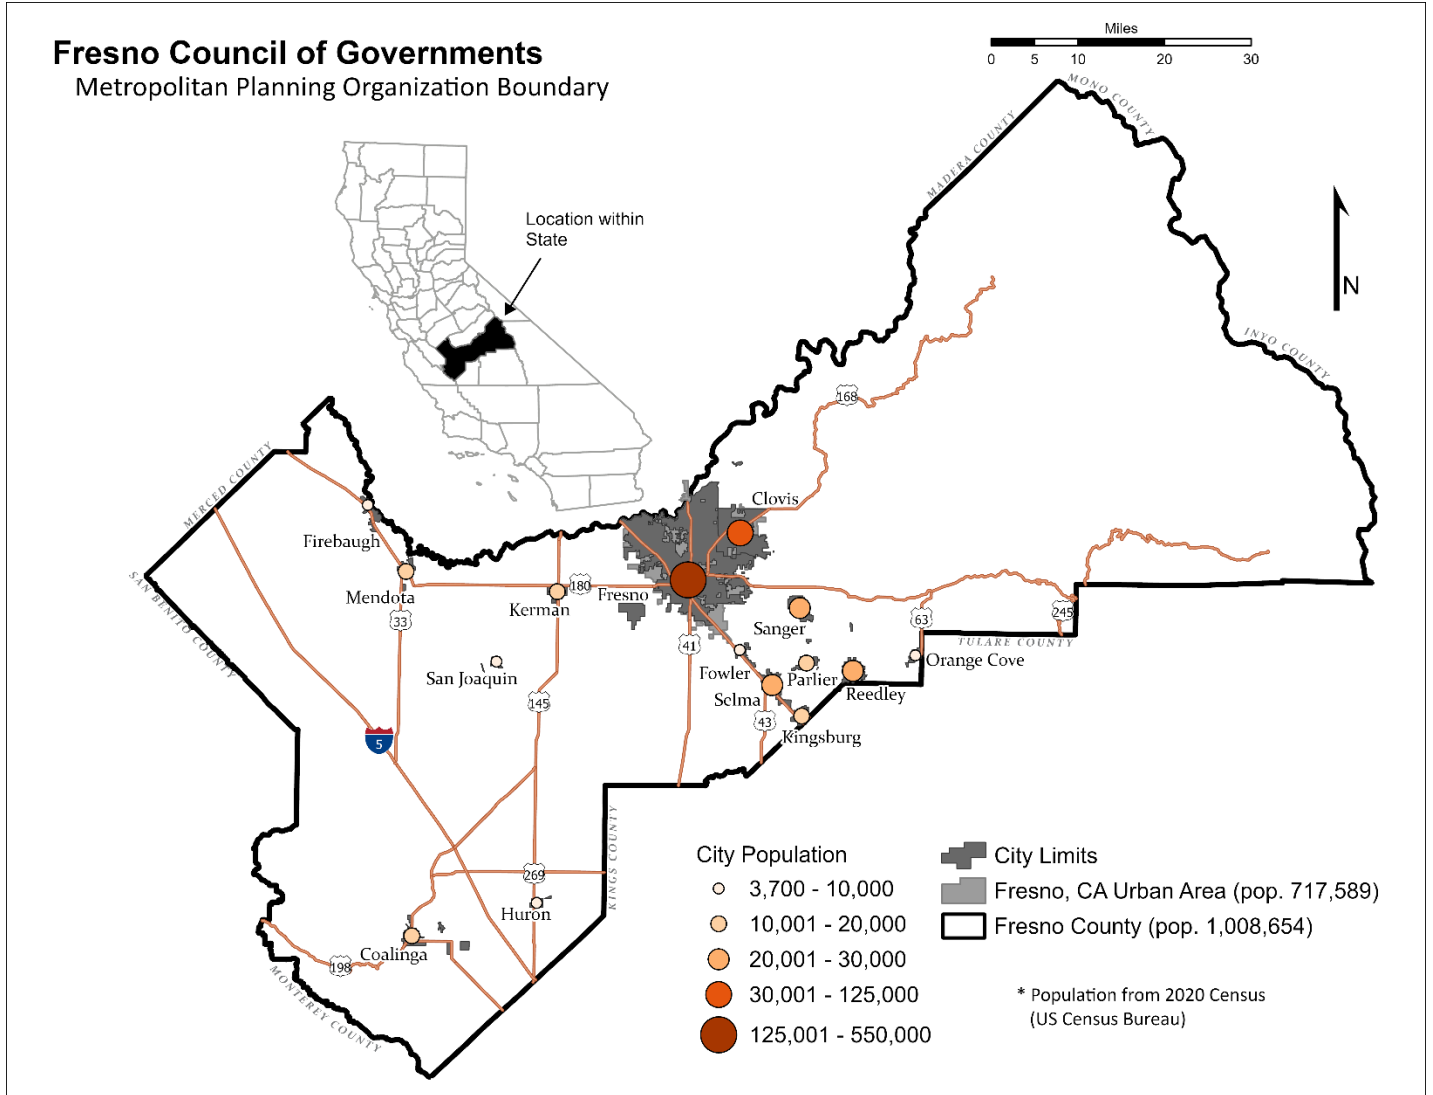 Fresno Council of Governments
Metropolitan Planning Organization Boundary
Miles
0 5 10 20 30
MONO COUNTY
MADERA COUNTY
Location within
State
N
INYO COUNTY
168
MERCED COUNTY
Clovis
Firebaugh
SAN BENITO COUNTY
Mendota
180
Fresno
Kerman
33
Sanger
63
245
TULARE COUNTY
41
Orange Cove
San Joaquin
Fowler
Parlier
Reedley
Selma
145
43
Kingsburg
5
KINGS COUNTY
269
Huron
Coalinga
198
MONTEREY COUNTY
City Population
3,700 - 10,000
10,001 - 20,000
20,001 - 30,000
30,001 - 125,000
125,001 - 550,000
City Limits
Fresno, CA Urban Area (pop. 717,589)
Fresno County (pop. 1,008,654)
* Population from 2020 Census
(US Census Bureau)